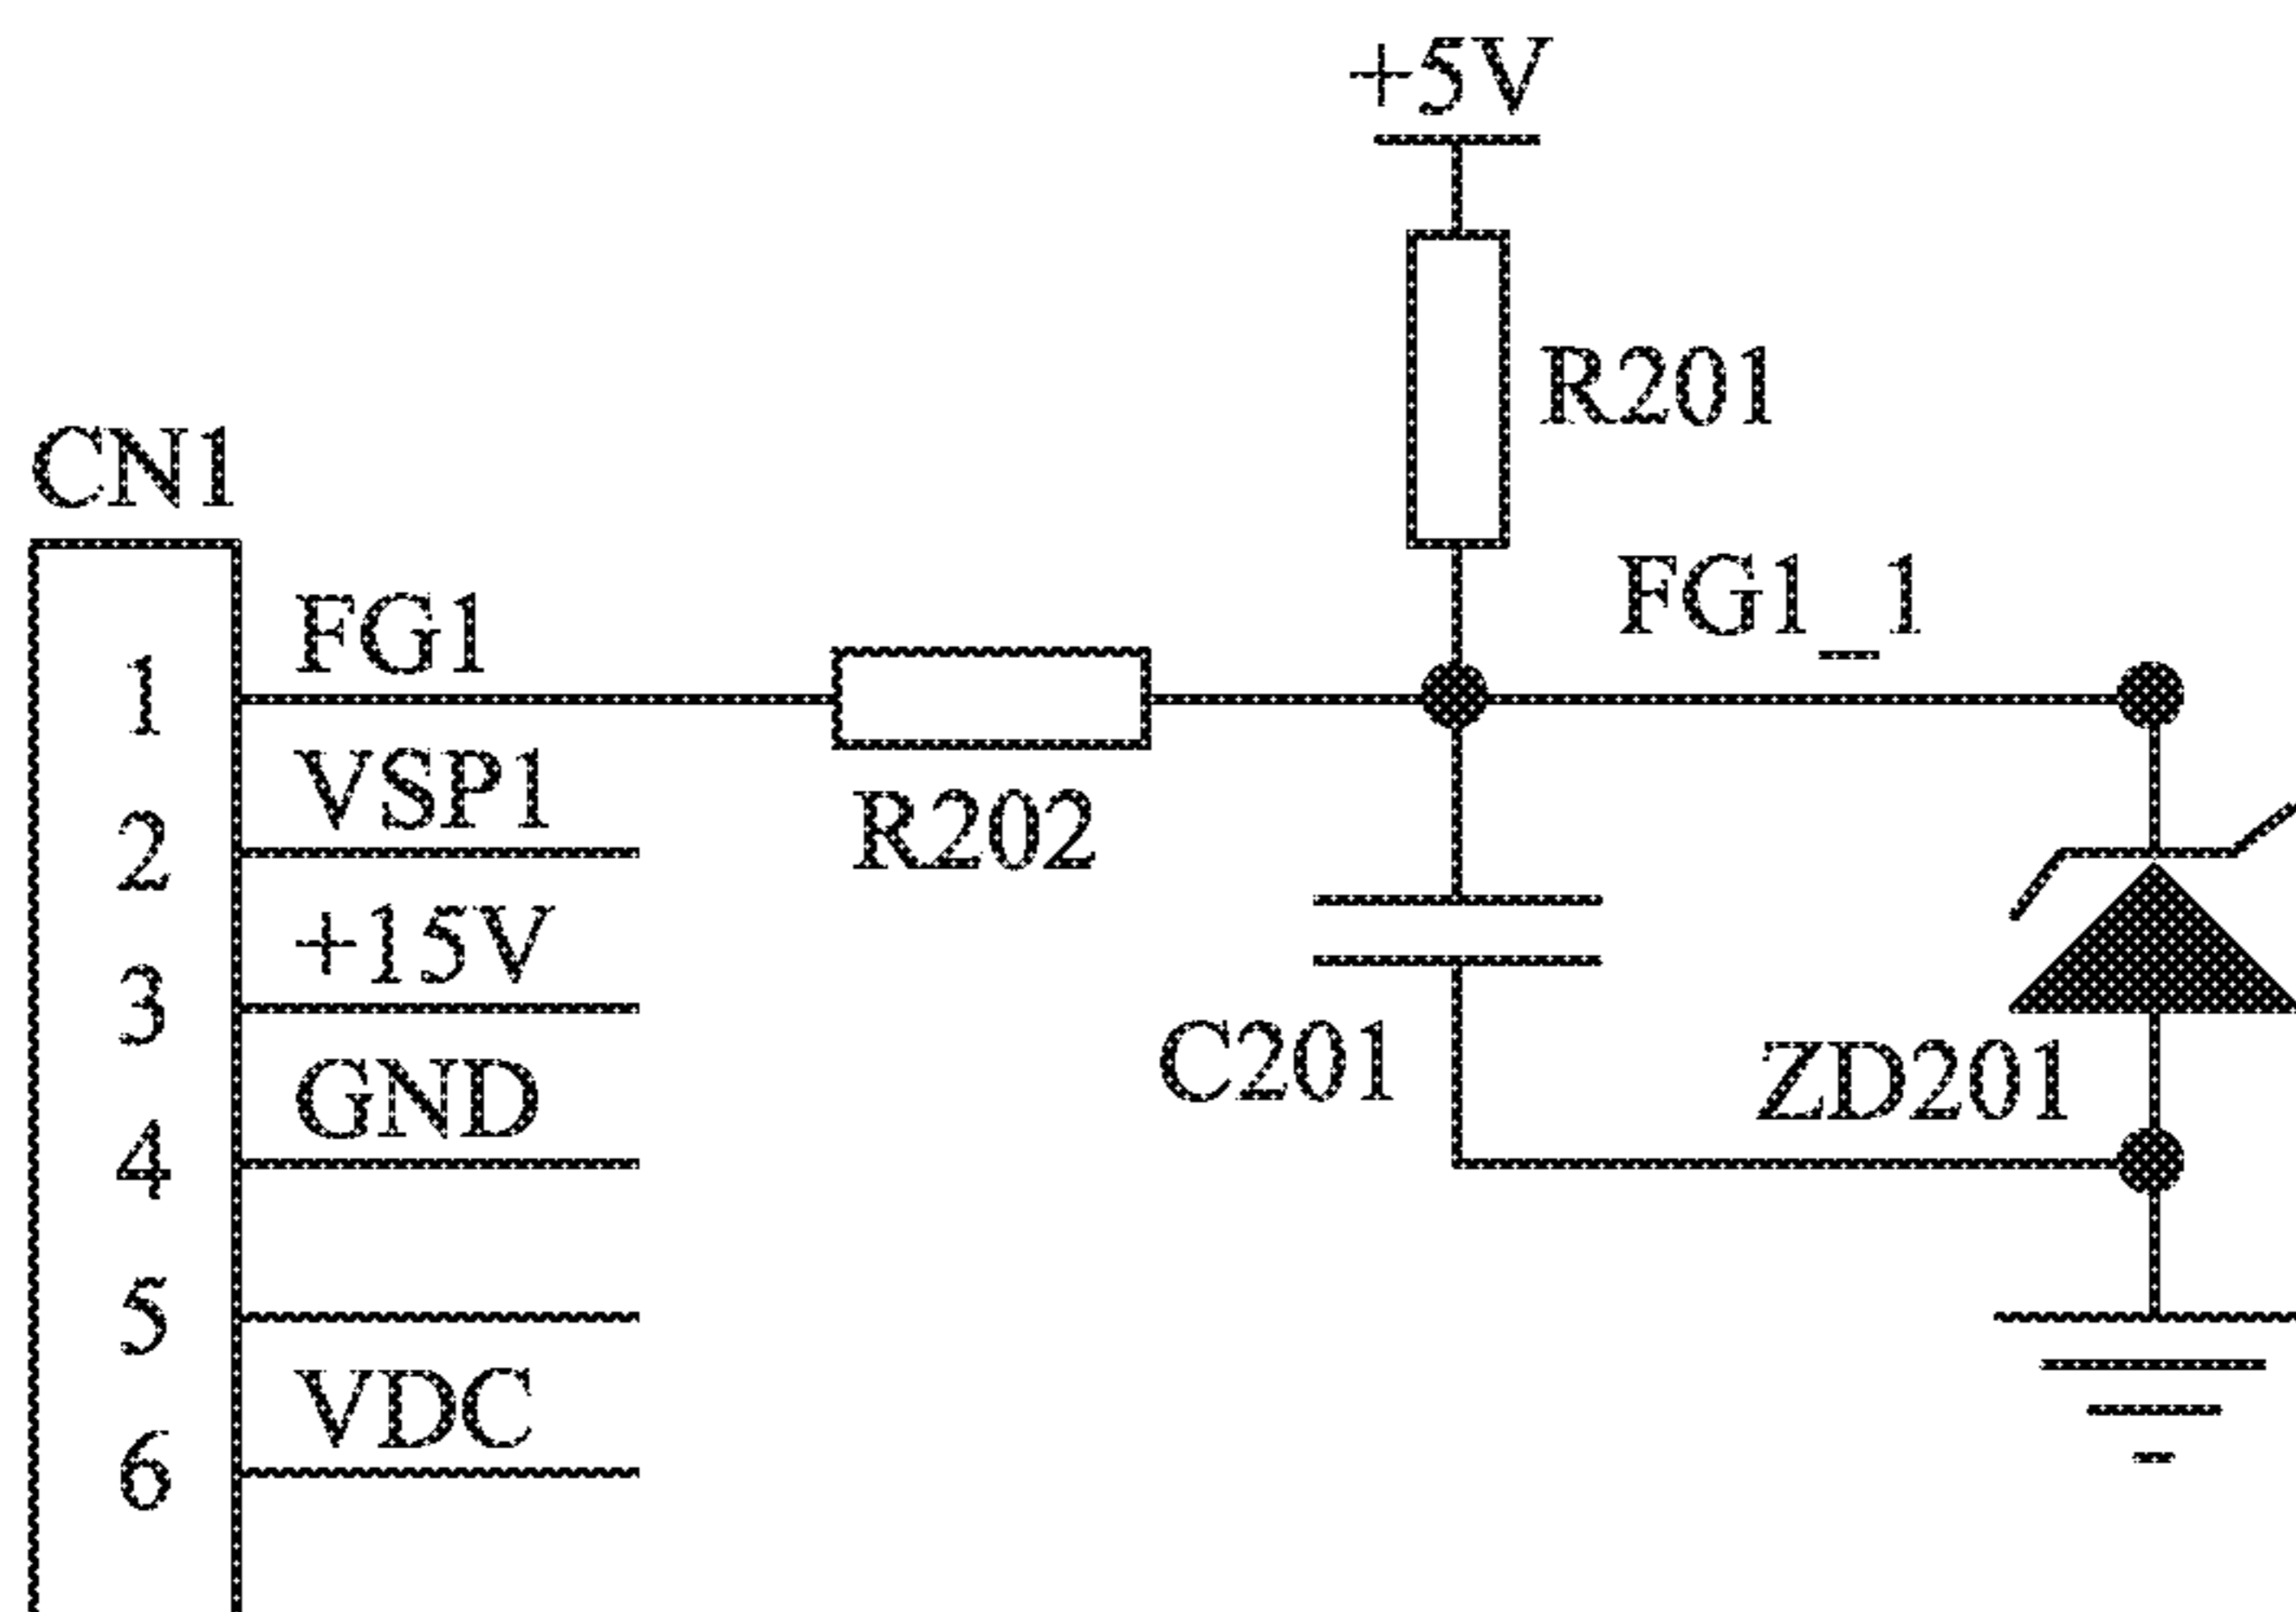 +5V
R201
CN1
FG1_1
1 FG1
R202
2 VSP1
3 +15V
C201
ZD201
4 GND
5
6 VDC